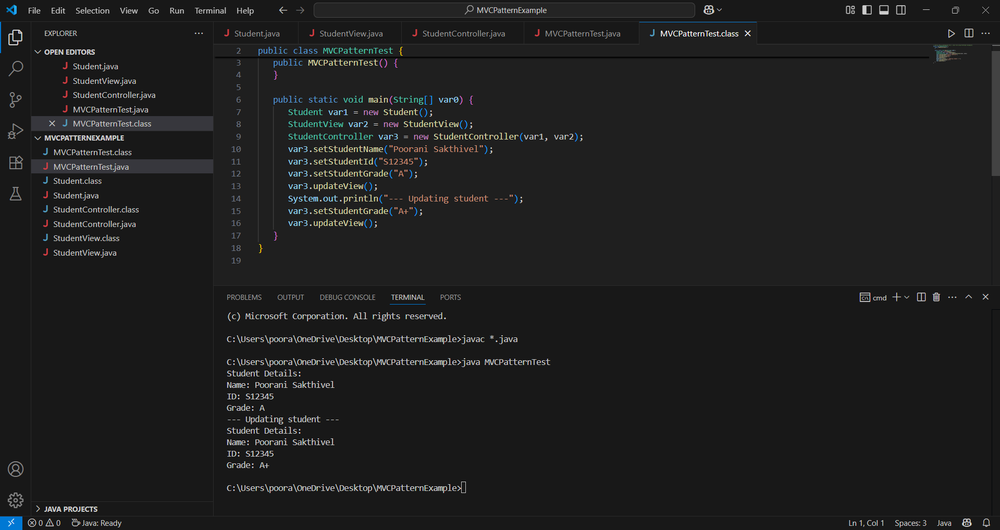 File Edit Selection View Go Run Terminal Help
MVCPatternExample
EXPLORER
OPEN EDITORS
J Student.java
J StudentView.java
J StudentController.java
J MVCPatternTest.java
J MVCPatternTest.class
MVCPATTERNEXAMPLE
J MVCPatternTest.class
J MVCPatternTest.java
J Student.class
J Student.java
J StudentController.class
J StudentController.java
J StudentView.class
J StudentView.java
JAVA PROJECTS
J Student.java J StudentView.java J StudentController.java J MVCPatternTest.java J MVCPatternTest.class
2 public class MVCPatternTest {
3 public MVCPatternTest() {
4 }
5
6 public static void main(String[] var0) {
7 Student var1 = new Student();
8 StudentView var2 = new StudentView();
9 StudentController var3 = new StudentController(var1, var2);
10 var3.setStudentName("Poorani Sakthivel");
11 var3.setStudentId("S12345");
12 var3.setStudentGrade("A");
13 var3.updateView();
14 System.out.println("--- Updating student ---");
15 var3.setStudentGrade("A+");
16 var3.updateView();
17 }
18 }
19
PROBLEMS OUTPUT DEBUG CONSOLE TERMINAL PORTS
cmd
(c) Microsoft Corporation. All rights reserved.
C:\Users\poora\OneDrive\Desktop\MVCPatternExample>javac *.java
C:\Users\poora\OneDrive\Desktop\MVCPatternExample>java MVCPatternTest
Student Details:
Name: Poorani Sakthivel
ID: S12345
Grade: A
--- Updating student ---
Student Details:
Name: Poorani Sakthivel
ID: S12345
Grade: A+
C:\Users\poora\OneDrive\Desktop\MVCPatternExample>
0 0 Java: Ready
Ln 1, Col 1 Spaces: 3 Java